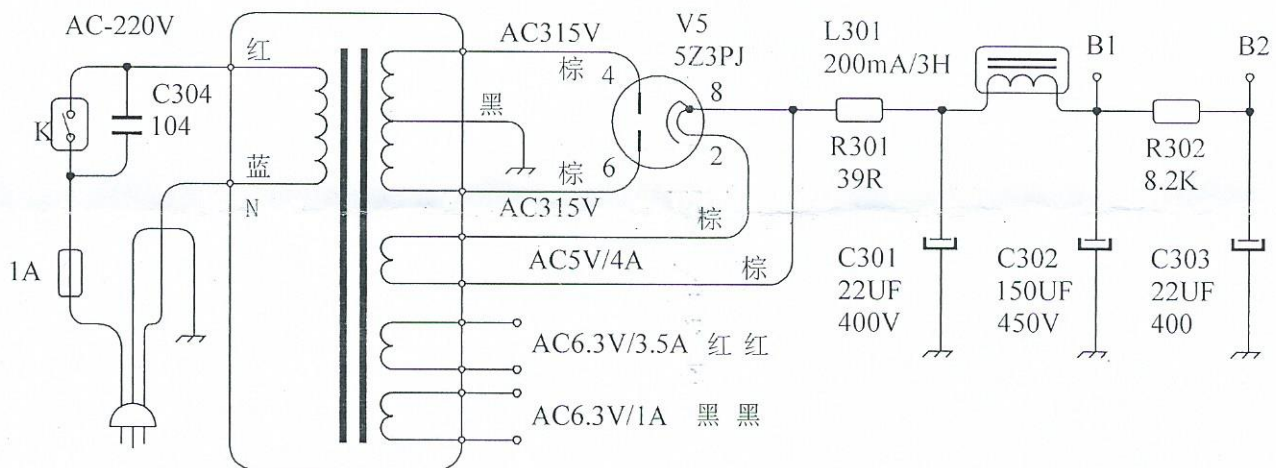 AC-220V
红
C304
104
K
蓝
N
1A
AC315V
棕 4
黑
棕 6
AC315V
V5
5Z3PJ
8
2
棕
AC5V/4A
棕
AC6.3V/3.5A 红 红
AC6.3V/1A 黑 黑
L301
200mA/3H
R301
39R
B1
B2
R302
8.2K
C301
22UF
400V
C302
150UF
450V
C303
22UF
400